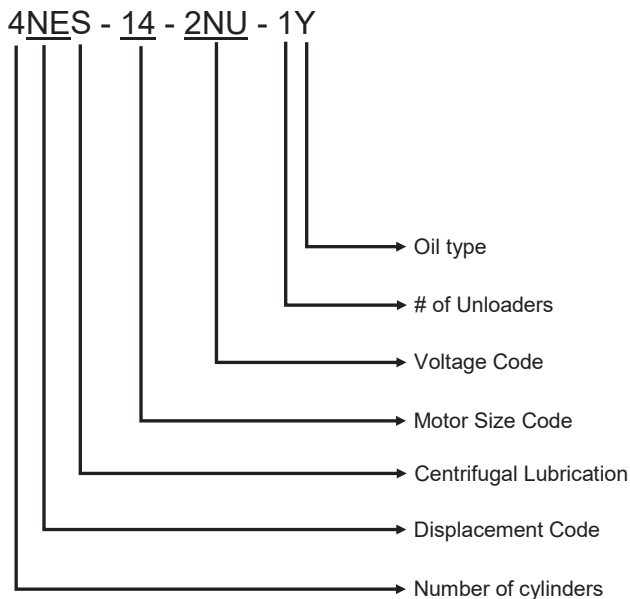 4NES - 14 - 2NU - 1Y
Oil type
# of Unloaders
Voltage Code
Motor Size Code
Centrifugal Lubrication
Displacement Code
Number of cylinders